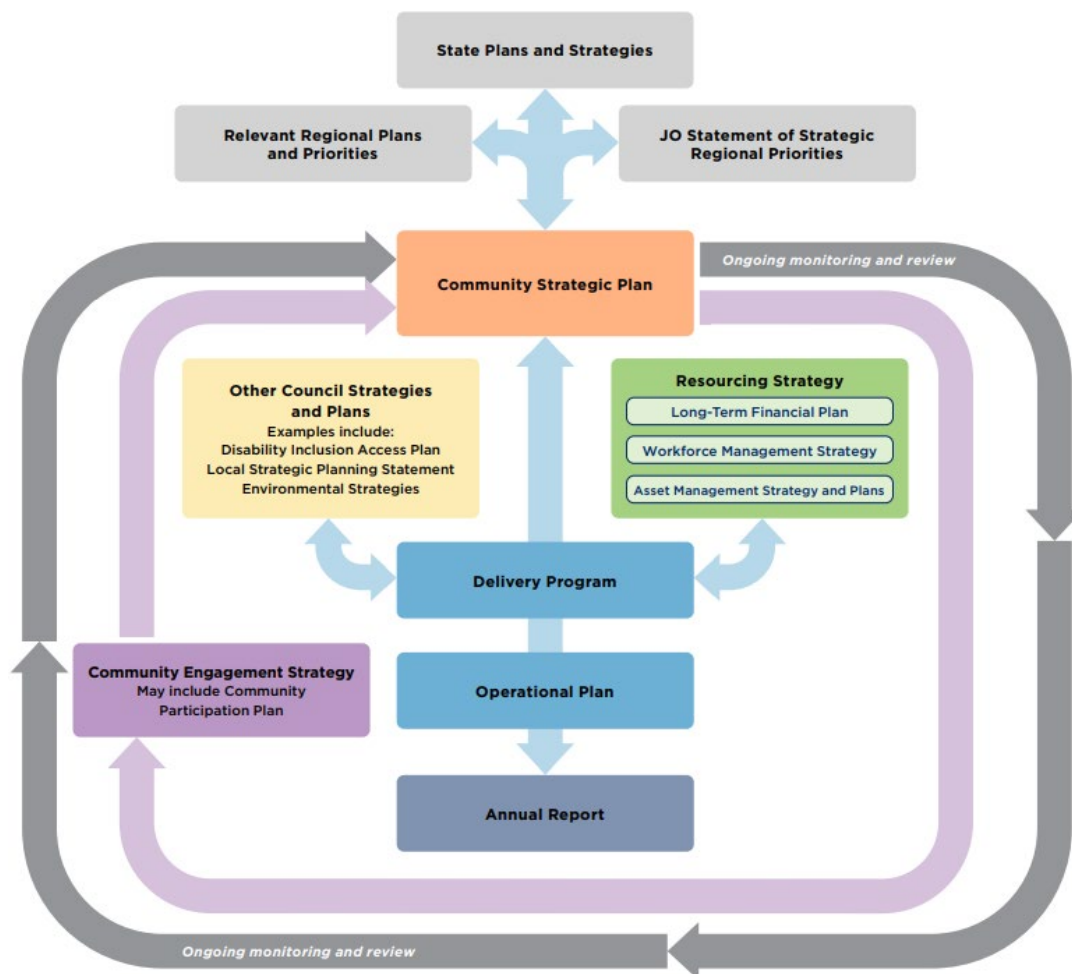 State Plans and Strategies
Relevant Regional Plans
and Priorities
JO Statement of Strategic
Regional Priorities
Community Strategic Plan
Ongoing monitoring and review
Other Council Strategies
and Plans
Examples include:
Disability Inclusion Access Plan
Local Strategic Planning Statement
Environmental Strategies
Resourcing Strategy
Long-Term Financial Plan
Workforce Management Strategy
Asset Management Strategy and Plans
Delivery Program
Community Engagement Strategy
May include Community
Participation Plan
Operational Plan
Annual Report
Ongoing monitoring and review